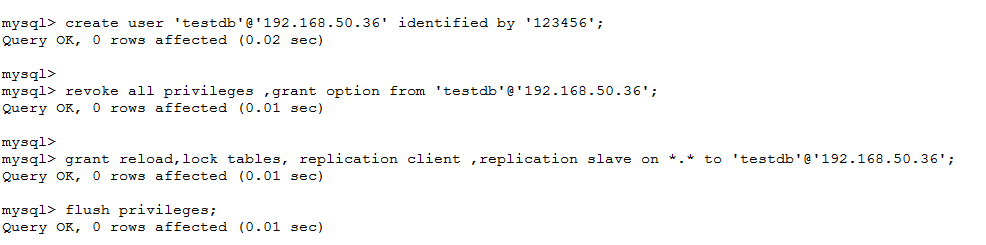 mysql> create user 'testdb'@'192.168.50.36' identified by '123456';
Query OK, 0 rows affected (0.02 sec)
mysql>
mysql> revoke all privileges ,grant option from 'testdb'@'192.168.50.36';
Query OK, 0 rows affected (0.01 sec)
mysql>
mysql> grant reload,lock tables, replication client ,replication slave on *.* to 'testdb'@'192.168.50.36';
Query OK, 0 rows affected (0.01 sec)
mysql> flush privileges;
Query OK, 0 rows affected (0.01 sec)